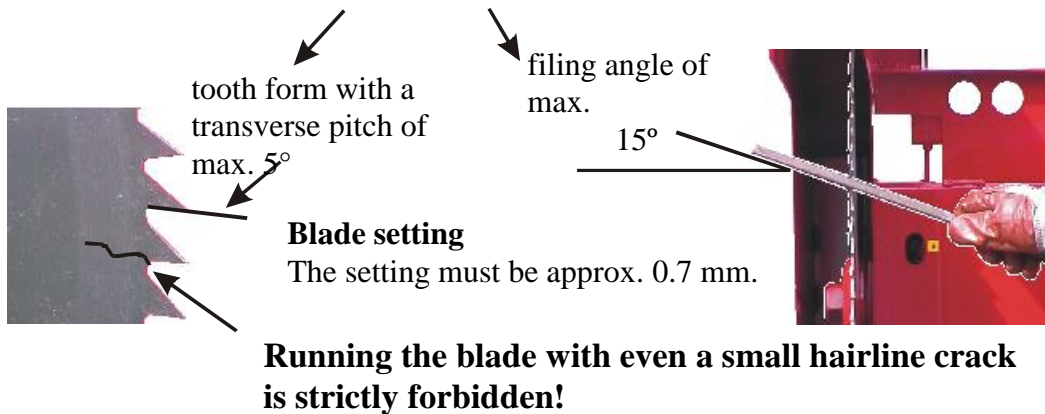 tooth form with a
transverse pitch of
max. 5°
filing angle of
max.
15º
Blade setting
The setting must be approx. 0.7 mm.
Running the blade with even a small hairline crack
is strictly forbidden!